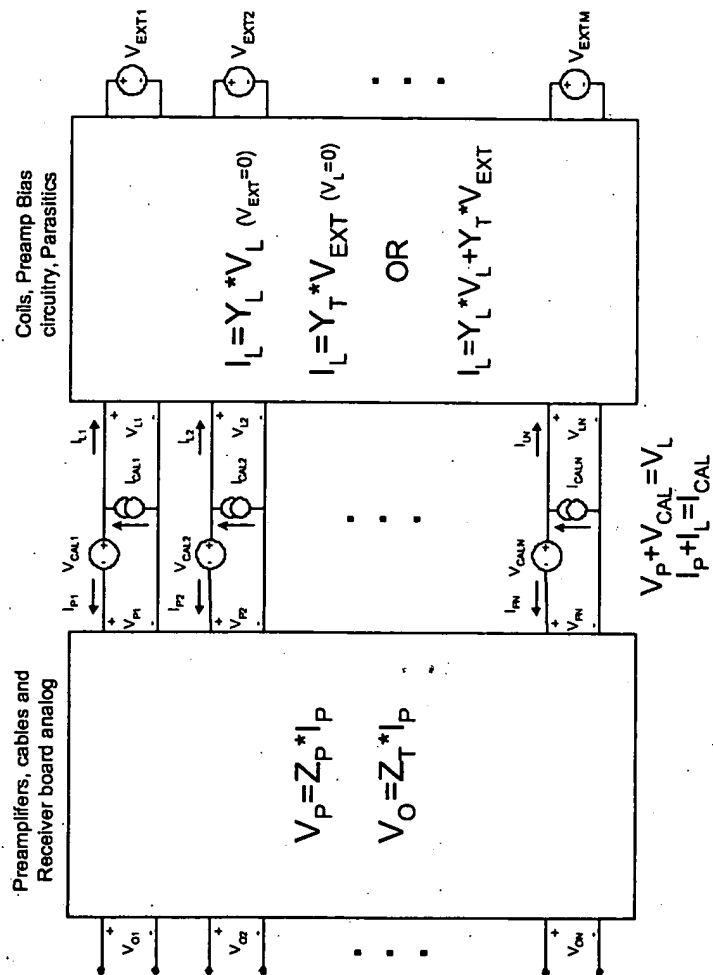 Preamplifers, cables and
Receiver board analog
Coils, Preamp Bias
circuitry, Parasitics
+ V_O1 -
+ V_O2 -
+ V_ON -
V_P=Z_P*I_P
V_O=Z_T*I_P
I_P1
V_CAL1
+ V_P1 -
I_CAL1
I_L1
+ V_L1 -
I_P2
V_CAL2
+ V_P2 -
I_CAL2
I_L2
+ V_L2 -
I_PN
V_CALN
+ V_PN -
I_CALN
I_LN
+ V_LN -
V_P+V_CAL=V_L
I_P+I_L=I_CAL
I_L=Y_L*V_L (V_EXT=0)
I_L=Y_T*V_EXT (V_L=0)
OR
I_L=Y_L*V_L+Y_T*V_EXT
V_EXT1
V_EXT2
V_EXTM